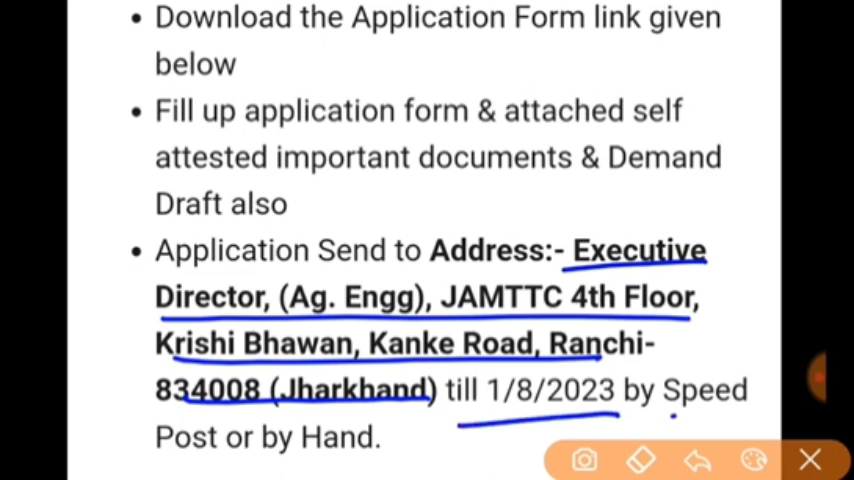 • Download the Application Form link given
below
• Fill up application form & attached self
attested important documents & Demand
Draft also
• Application Send to Address:- Executive
Director, (Ag. Engg), JAMTTC 4th Floor,
Krishi Bhawan, Kanke Road, Ranchi-
834008 (Jharkhand) till 1/8/2023 by Speed
Post or by Hand.